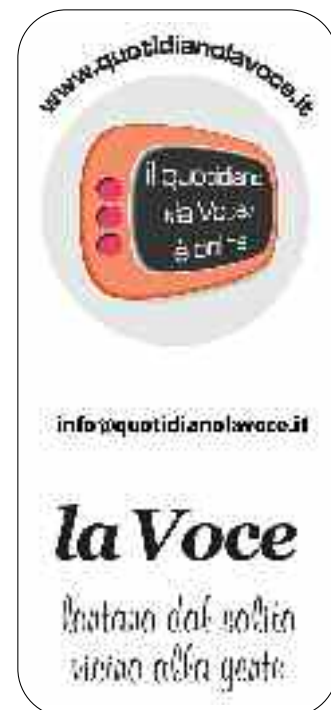 www.quotidianolavoce.it
il quotidiano
«la Voce»
è online
info@quotidianolavoce.it
la Voce
lontano dal solito
vicino alla gente